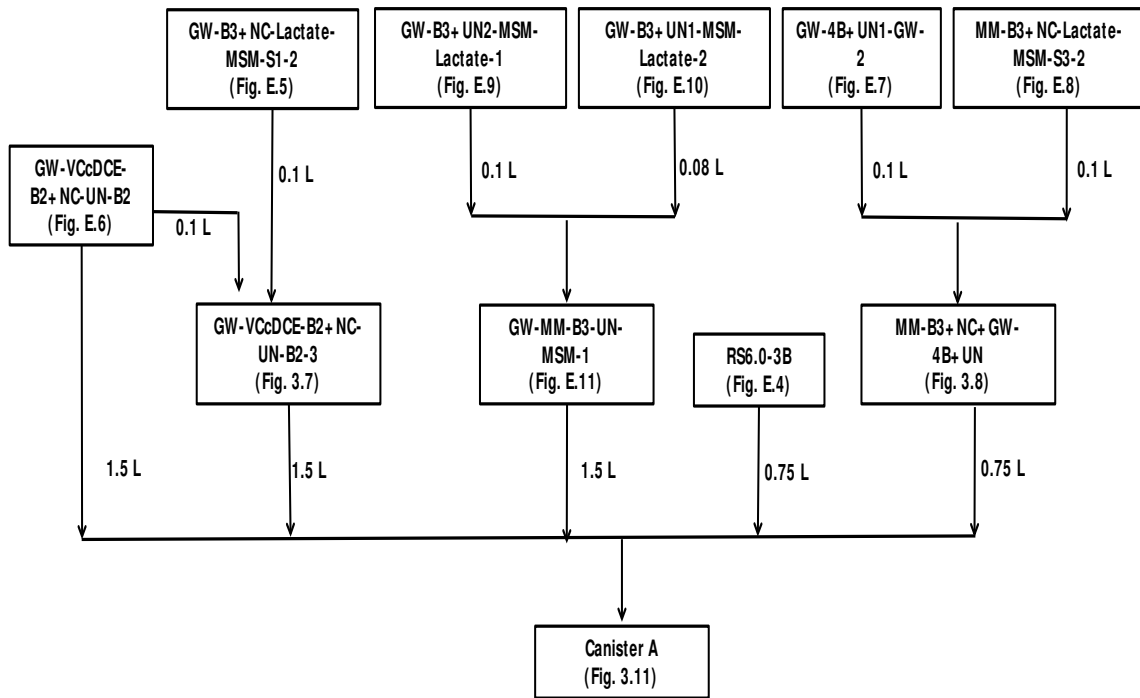 GW-B3+NC-Lactate-
MSM-S1-2
(Fig. E.5)
GW-B3+UN2-MSM-
Lactate-1
(Fig. E.9)
GW-B3+UN1-MSM-
Lactate-2
(Fig. E.10)
GW-4B+UN1-GW-
2
(Fig. E.7)
MM-B3+NC-Lactate-
MSM-S3-2
(Fig. E.8)
GW-VCcDCE-
B2+NC-UN-B2
(Fig. E.6)
0.1 L
0.1 L
0.1 L
0.08 L
0.1 L
0.1 L
GW-VCcDCE-B2+NC-
UN-B2-3
(Fig. 3.7)
GW-MM-B3-UN-
MSM-1
(Fig. E.11)
RS6.0-3B
(Fig. E.4)
MM-B3+NC+GW-
4B+UN
(Fig. 3.8)
1.5 L
1.5 L
1.5 L
0.75 L
0.75 L
Canister A
(Fig. 3.11)